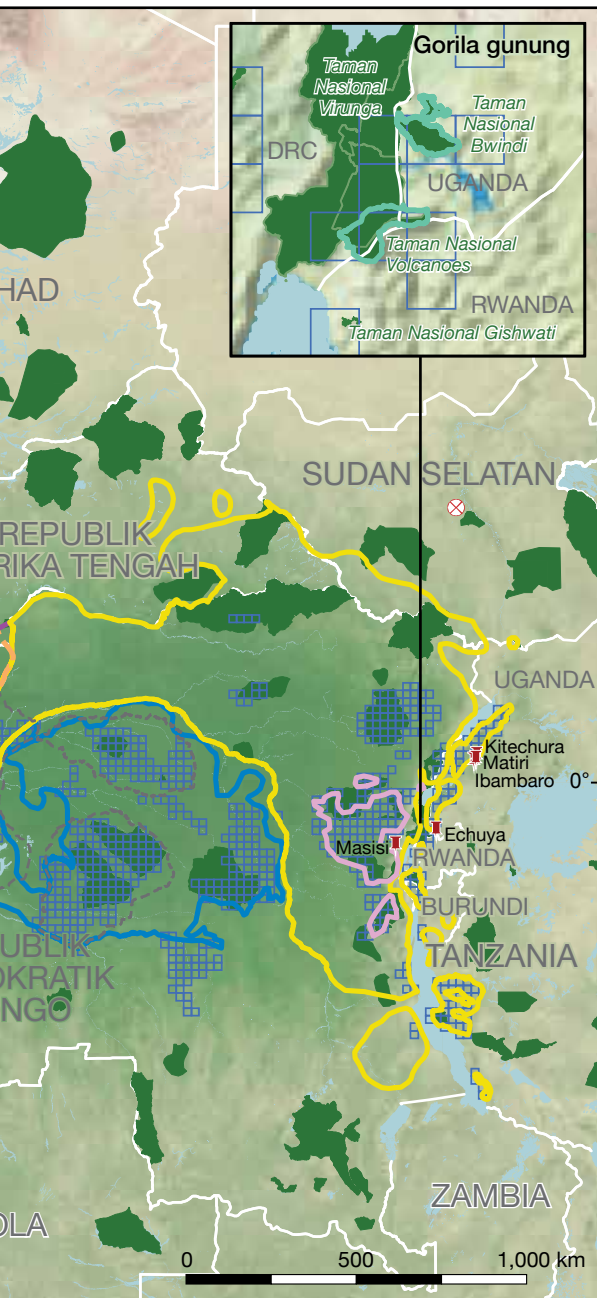 Gorila gunung
Taman
Nasional
Virunga
Taman
Nasional
Bwindi
DRC
UGANDA
Taman Nasional
Volcanoes
RWANDA
Taman Nasional Gishwati
HAD
SUDAN SELATAN
REPUBLIK
RIKA TENGAH
UGANDA
Kitechura
Matiri
Ibambaro
0°
Echuya
Masisi
RWANDA
BURUNDI
UBLIK
OKRATIK
NGO
TANZANIA
ZAMBIA
OLA
0 500 1,000 km